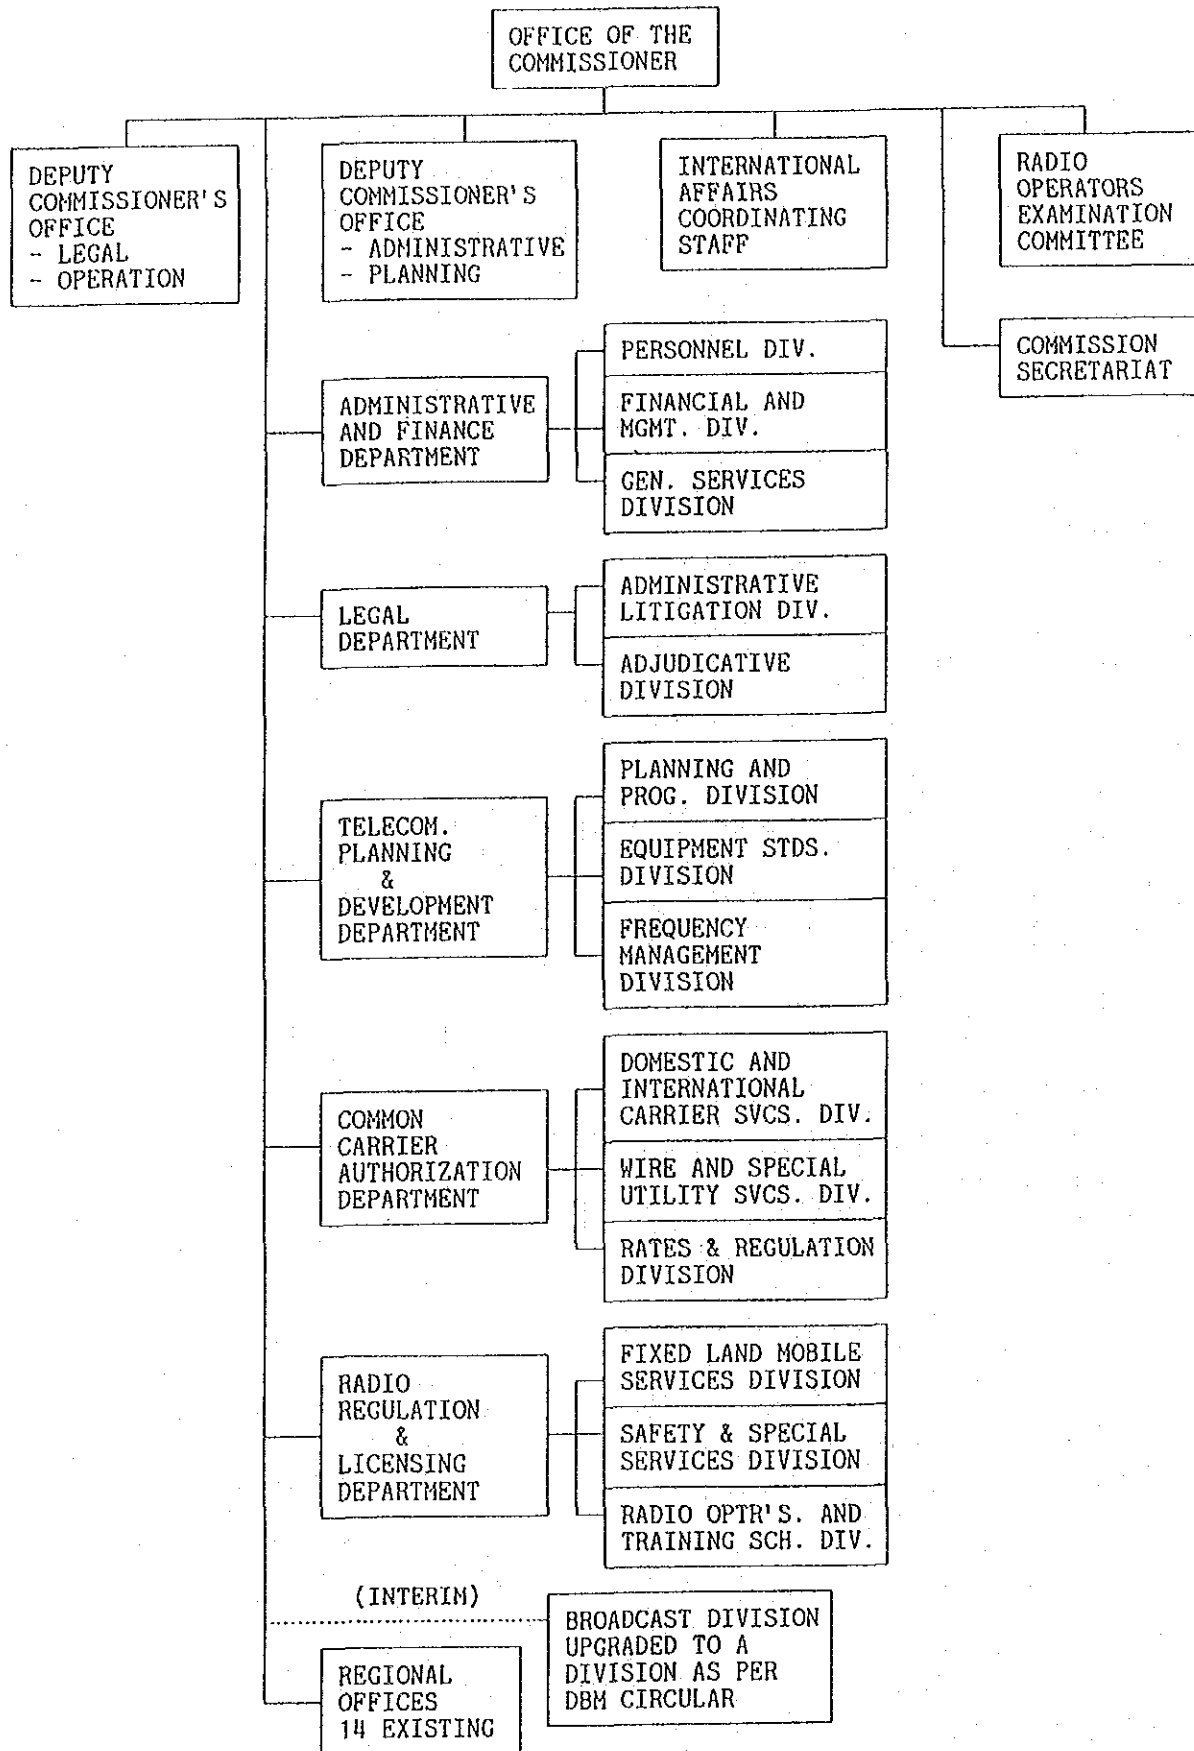 OFFICE OF THE
COMMISSIONER
DEPUTY
COMMISSIONER'S
OFFICE
- LEGAL
- OPERATION
DEPUTY
COMMISSIONER'S
OFFICE
- ADMINISTRATIVE
- PLANNING
INTERNATIONAL
AFFAIRS
COORDINATING
STAFF
RADIO
OPERATORS
EXAMINATION
COMMITTEE
COMMISSION
SECRETARIAT
ADMINISTRATIVE
AND FINANCE
DEPARTMENT
PERSONNEL DIV.
FINANCIAL AND
MGMT. DIV.
GEN. SERVICES
DIVISION
LEGAL
DEPARTMENT
ADMINISTRATIVE
LITIGATION DIV.
ADJUDICATIVE
DIVISION
TELECOM.
PLANNING
&
DEVELOPMENT
DEPARTMENT
PLANNING AND
PROG. DIVISION
EQUIPMENT STDS.
DIVISION
FREQUENCY
MANAGEMENT
DIVISION
COMMON
CARRIER
AUTHORIZATION
DEPARTMENT
DOMESTIC AND
INTERNATIONAL
CARRIER SVCS. DIV.
WIRE AND SPECIAL
UTILITY SVCS. DIV.
RATES & REGULATION
DIVISION
RADIO
REGULATION
&
LICENSING
DEPARTMENT
FIXED LAND MOBILE
SERVICES DIVISION
SAFETY & SPECIAL
SERVICES DIVISION
RADIO OPTR'S. AND
TRAINING SCH. DIV.
(INTERIM)
BROADCAST DIVISION
UPGRADED TO A
DIVISION AS PER
DBM CIRCULAR
REGIONAL
OFFICES
14 EXISTING